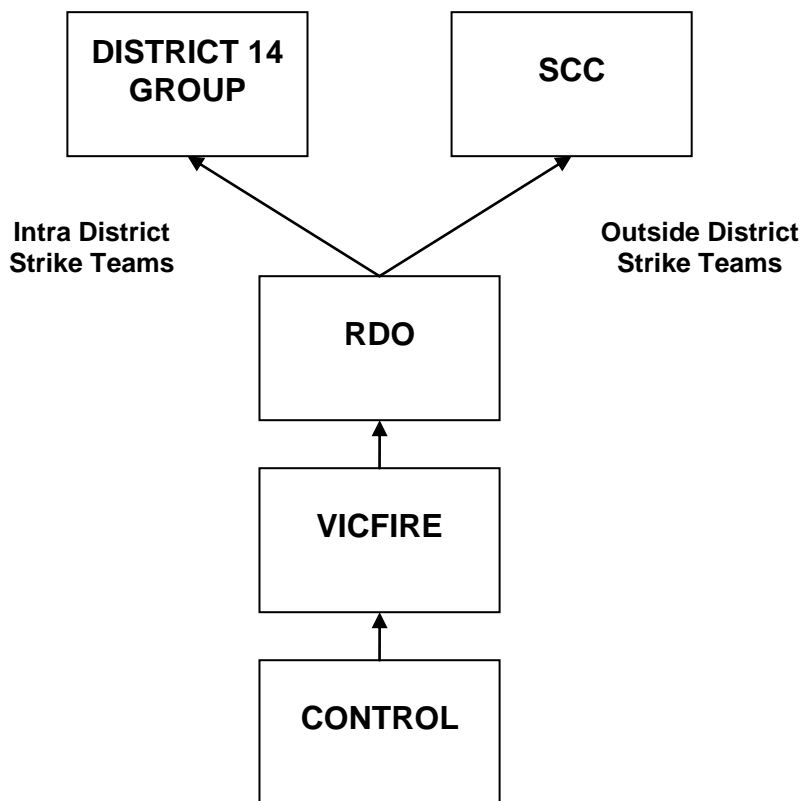 DISTRICT 14
GROUP
SCC
Intra District
Strike Teams
Outside District
Strike Teams
RDO
VICFIRE
CONTROL